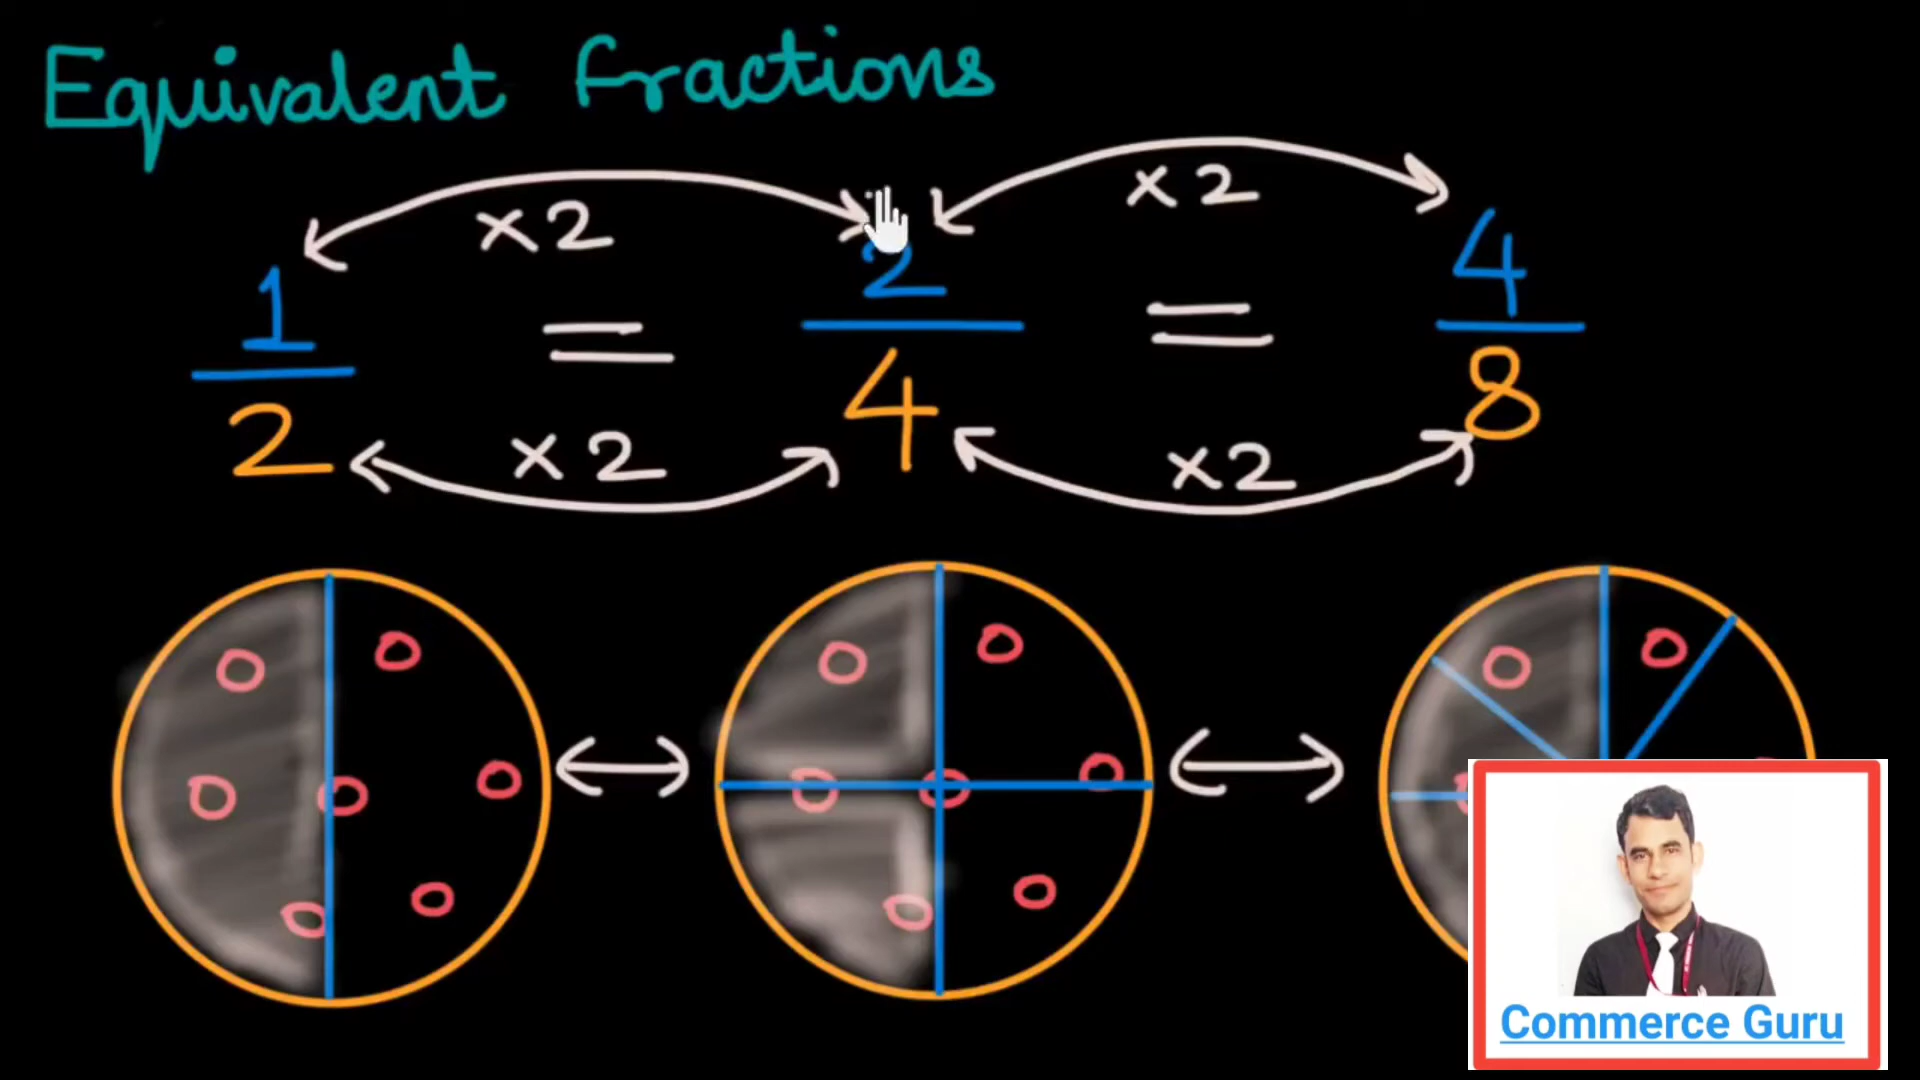 Equivalent fractions
×2 ×2
1/2 = 2/4 = 4/8
×2 ×2
Commerce Guru